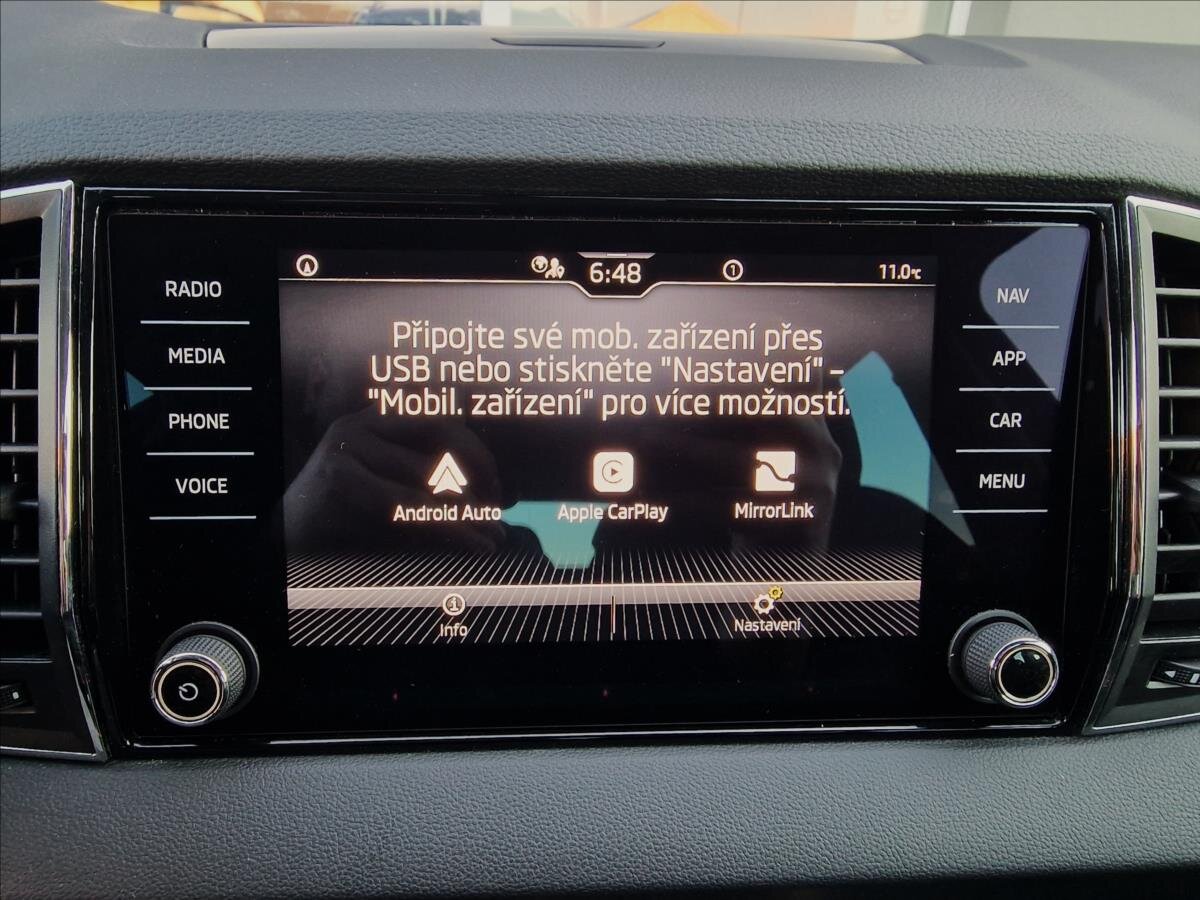 RADIO
MEDIA
PHONE
VOICE
6:48
1
11.0°C
Připojte své mob. zařízení přes
USB nebo stiskněte "Nastavení" –
"Mobil. zařízení" pro více možností.
Android Auto
Apple CarPlay
MirrorLink
Info
Nastavení
NAV
APP
CAR
MENU